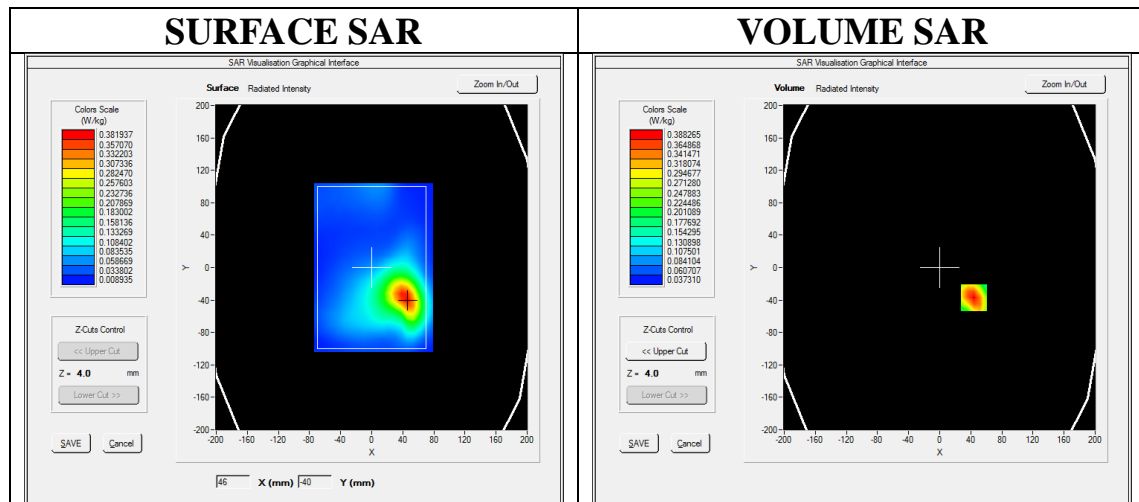 SURFACE SAR
SAR Visualisation Graphical Interface
Surface Radiated Intensity
Zoom In/Out
Colors Scale
(W/kg)
0.381937
0.357070
0.332203
0.307336
0.282470
0.257603
0.232736
0.207869
0.183002
0.158136
0.133269
0.108402
0.083535
0.058669
0.033802
0.008935
Z-Cuts Control
<< Upper Cut
Z = 4.0 mm
Lower Cut >>
SAVE Cancel
200
160
120
80
40
0
-40
-80
-120
-160
-200
Y
-200 -160 -120 -80 -40 0 40 80 120 160 200
X
46 X (mm) -40 Y (mm)
VOLUME SAR
SAR Visualisation Graphical Interface
Volume Radiated Intensity
Zoom In/Out
Colors Scale
(W/kg)
0.388265
0.364868
0.341471
0.318074
0.294677
0.271280
0.247883
0.224486
0.201089
0.177692
0.154295
0.130898
0.107501
0.084104
0.060707
0.037310
Z-Cuts Control
<< Upper Cut
Z = 4.0 mm
Lower Cut >>
SAVE Cancel
200
160
120
80
40
0
-40
-80
-120
-160
-200
Y
-200 -160 -120 -80 -40 0 40 80 120 160 200
X